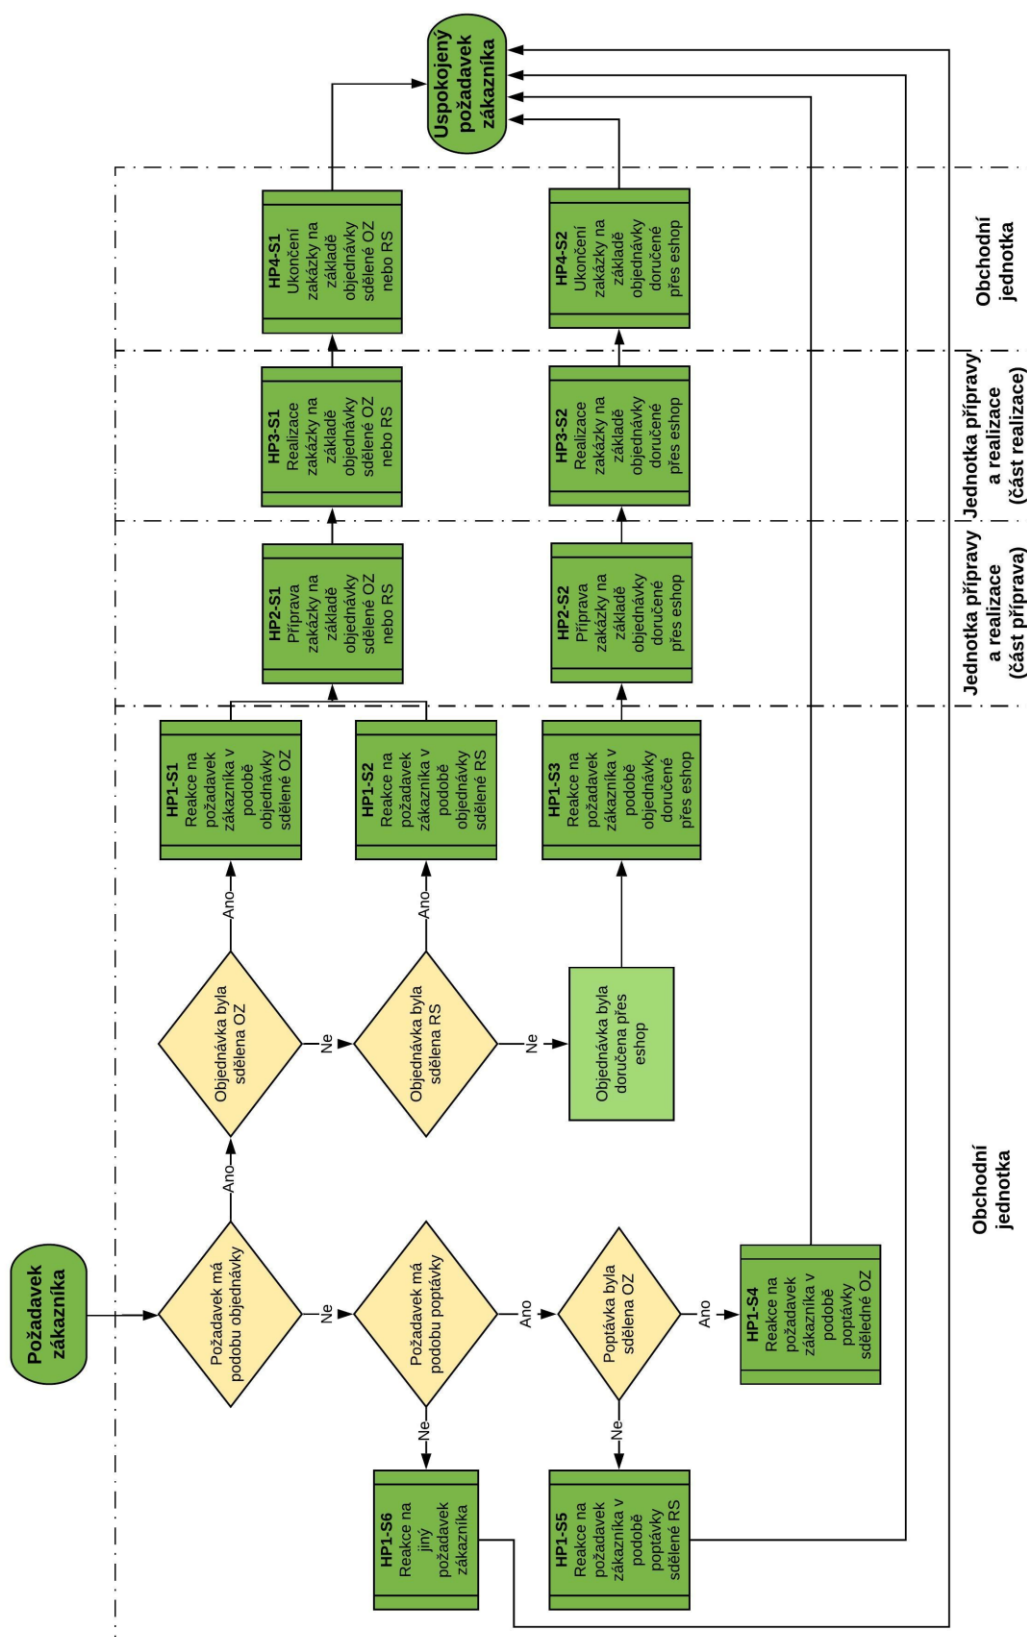 Požadavek
zákazníka
Požadavek má
podobu objednávky
Ano
Ne
Objednávka byla
sdělena OZ
Ano
Ne
HP1-S1
Reakce na
požadavek
zákazníka v
podobě
objednávky
sdělené OZ
Objednávka byla
sdělena RS
Ano
Ne
HP1-S2
Reakce na
požadavek
zákazníka v
podobě
objednávky
sdělené RS
Objednávka byla
doručena přes
eshop
HP1-S3
Reakce na
požadavek
zákazníka v
podobě
objednávky
doručené
přes eshop
Požadavek má
podobu poptávky
Ano
Ne
HP1-S6
Reakce na
jiný
požadavek
zákazníka
Poptávka byla
sdělena OZ
Ano
Ne
HP1-S5
Reakce na
požadavek
zákazníka v
podobě
poptávky
sdělené RS
HP1-S4
Reakce na
požadavek
zákazníka v
podobě
poptávky
sděledné OZ
HP2-S1
Příprava
zakázky na
základě
objednávky
sdělené OZ
nebo RS
HP2-S2
Příprava
zakázky na
základě
objednávky
doručené
přes eshop
HP3-S1
Realizace
zakázky na
základě
objednávky
sdělené OZ
nebo RS
HP3-S2
Realizace
zakázky na
základě
objednávky
doručené
přes eshop
HP4-S1
Ukončení
zakázky na
základě
objednávky
sdělené OZ
nebo RS
HP4-S2
Ukončení
zakázky na
základě
objednávky
doručené
přes eshop
Uspokojený
požadavek
zákazníka
Obchodní
jednotka
Jednotka přípravy
a realizace
(část příprava)
Jednotka přípravy
a realizace
(část realizace)
Obchodní
jednotka